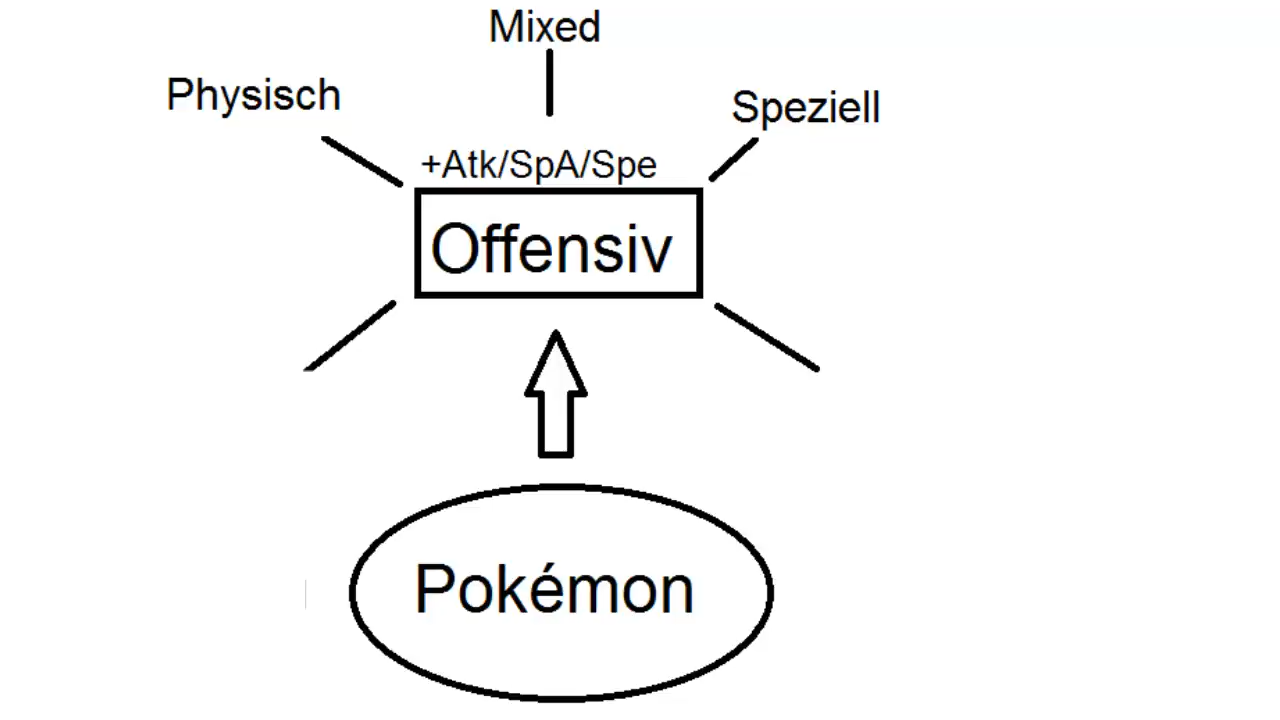 Mixed
Physisch
Speziell
+Atk/SpA/Spe
Offensiv
Pokémon